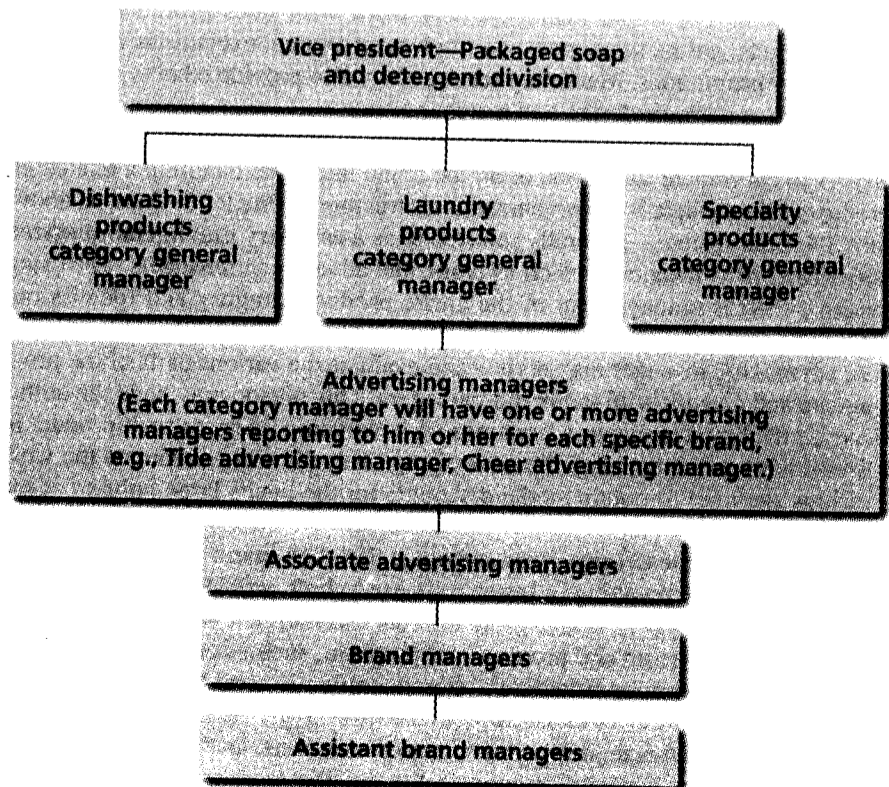 Vice president—Packaged soap
and detergent division
Dishwashing
products
category general
manager
Laundry
products
category general
manager
Specialty
products
category general
manager
Advertising managers
(Each category manager will have one or more advertising
managers reporting to him or her for each specific brand,
e.g., Tide advertising manager, Cheer advertising manager.)
Associate advertising managers
Brand managers
Assistant brand managers